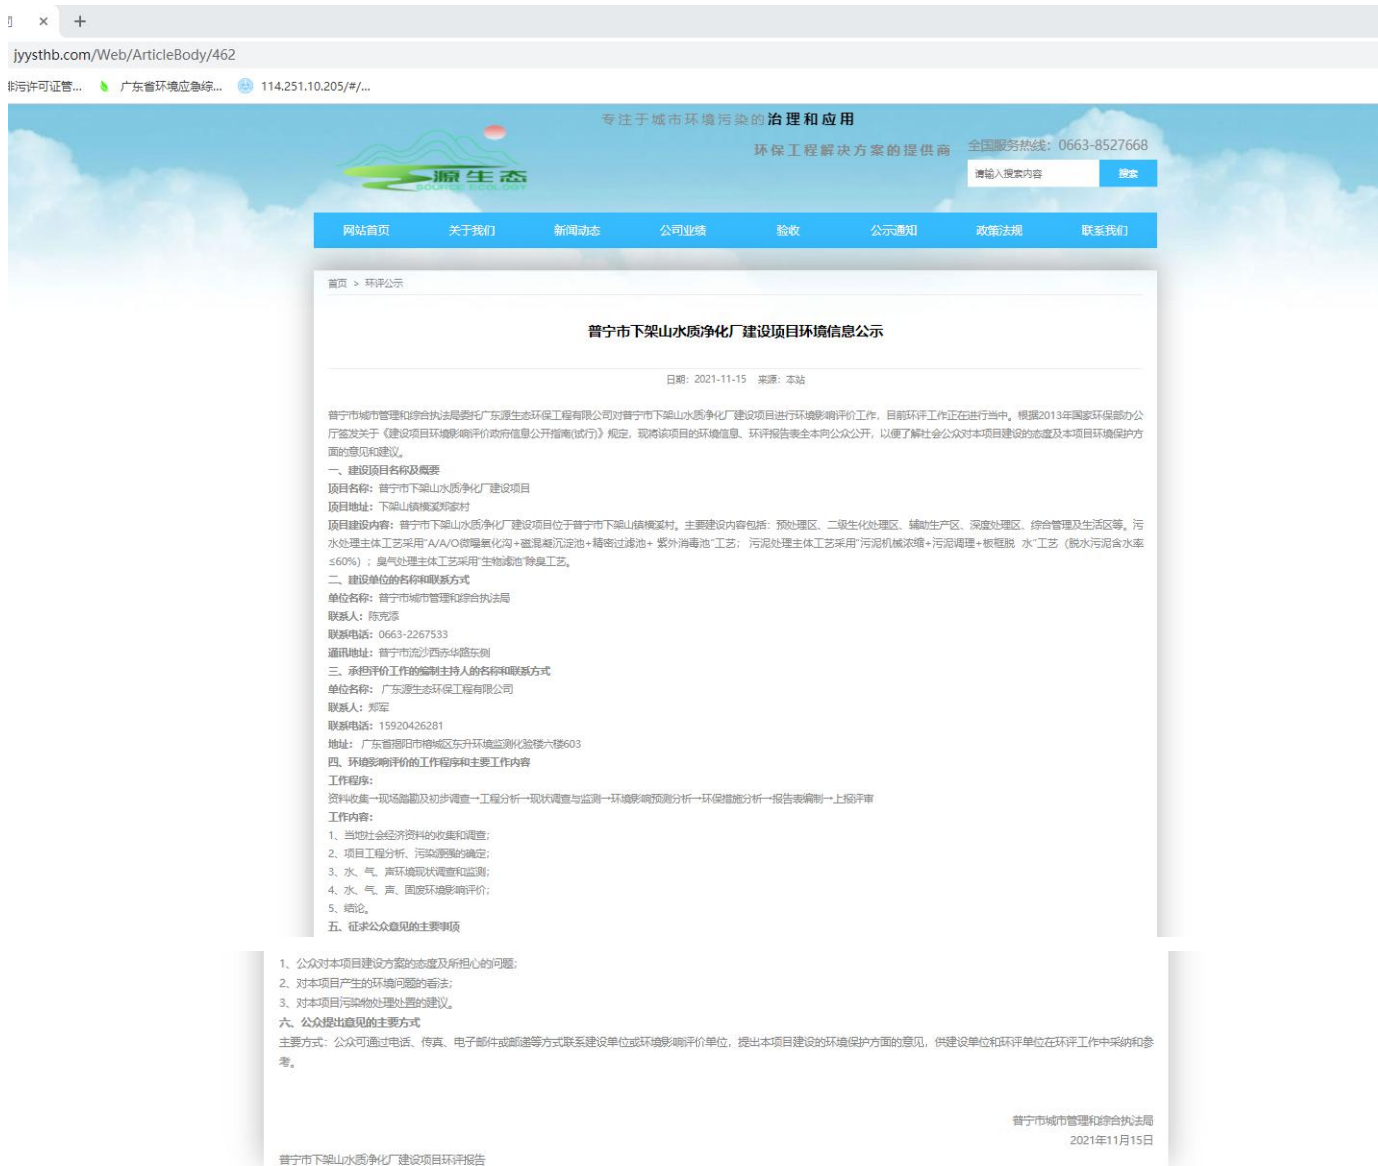 jyysthb.com/Web/ArticleBody/462
排污许可证管...
广东省环境应急综...
114.251.10.205/#/...
专注于城市环境污染的治理和应用
环保工程解决方案的提供商
全国服务热线：0663-8527668
源生态
SOURCE ECOLOGY
请输入搜索内容
搜索
网站首页 关于我们 新闻动态 公司业绩 验收 公示通知 政策法规 联系我们
首页 > 环评公示
普宁市下架山水质净化厂建设项目环境信息公示
日期：2021-11-15 来源：本站
普宁市城市管理和综合执法局委托广东源生态环保工程有限公司对普宁市下架山水质净化厂建设项目进行环境影响评价工作，目前环评工作正在进行当中。根据2013年国家环保部办公
厅签发关于《建设项目环境影响评价政府信息公开指南(试行)》规定，现将该项目的环境信息、环评报告表全本向公众公开，以便了解社会公众对本项目建设的态度及本项目环境保护方
面的意见和建议。
一、建设项目名称及概要
项目名称：普宁市下架山水质净化厂建设项目
项目地址：下架山镇横溪郑家村
项目建设内容：普宁市下架山水质净化厂建设项目位于普宁市下架山镇横溪村。主要建设内容包括：预处理区、二级生化处理区、辅助生产区、深度处理区、综合管理及生活区等。污
水处理主体工艺采用“A/A/O微曝氧化沟+磁混凝沉淀池+精密过滤池+ 紫外消毒池”工艺；污泥处理主体工艺采用“污泥机械浓缩+污泥调理+板框脱 水”工艺（脱水污泥含水率
≤60%）；臭气处理主体工艺采用“生物滤池”除臭工艺。
二、建设单位的名称和联系方式
单位名称：普宁市城市管理和综合执法局
联系人：陈克添
联系电话：0663-2267533
通讯地址：普宁市流沙西赤华路东侧
三、承担评价工作的编制主持人的名称和联系方式
单位名称： 广东源生态环保工程有限公司
联系人：郑军
联系电话：15920426281
地址： 广东省揭阳市榕城区东升环境监测化验楼六楼603
四、环境影响评价的工作程序和主要工作内容
工作程序：
资料收集→现场踏勘及初步调查→工程分析→现状调查与监测→环境影响预测分析→环保措施分析→报告表编制→上报评审
工作内容：
1、当地社会经济资料的收集和调查；
2、项目工程分析、污染源强的确定；
3、水、气、声环境现状调查和监测；
4、水、气、声、固废环境影响评价；
5、结论。
五、征求公众意见的主要事项
1、公众对本项目建设方案的态度及所担心的问题；
2、对本项目产生的环境问题的看法；
3、对本项目污染物处理处置的建议。
六、公众提出意见的主要方式
主要方式：公众可通过电话、传真、电子邮件或邮递等方式联系建设单位或环境影响评价单位，提出本项目建设的环境保护方面的意见，供建设单位和环评单位在环评工作中采纳和参
考。
普宁市城市管理和综合执法局
2021年11月15日
普宁市下架山水质净化厂建设项目环评报告